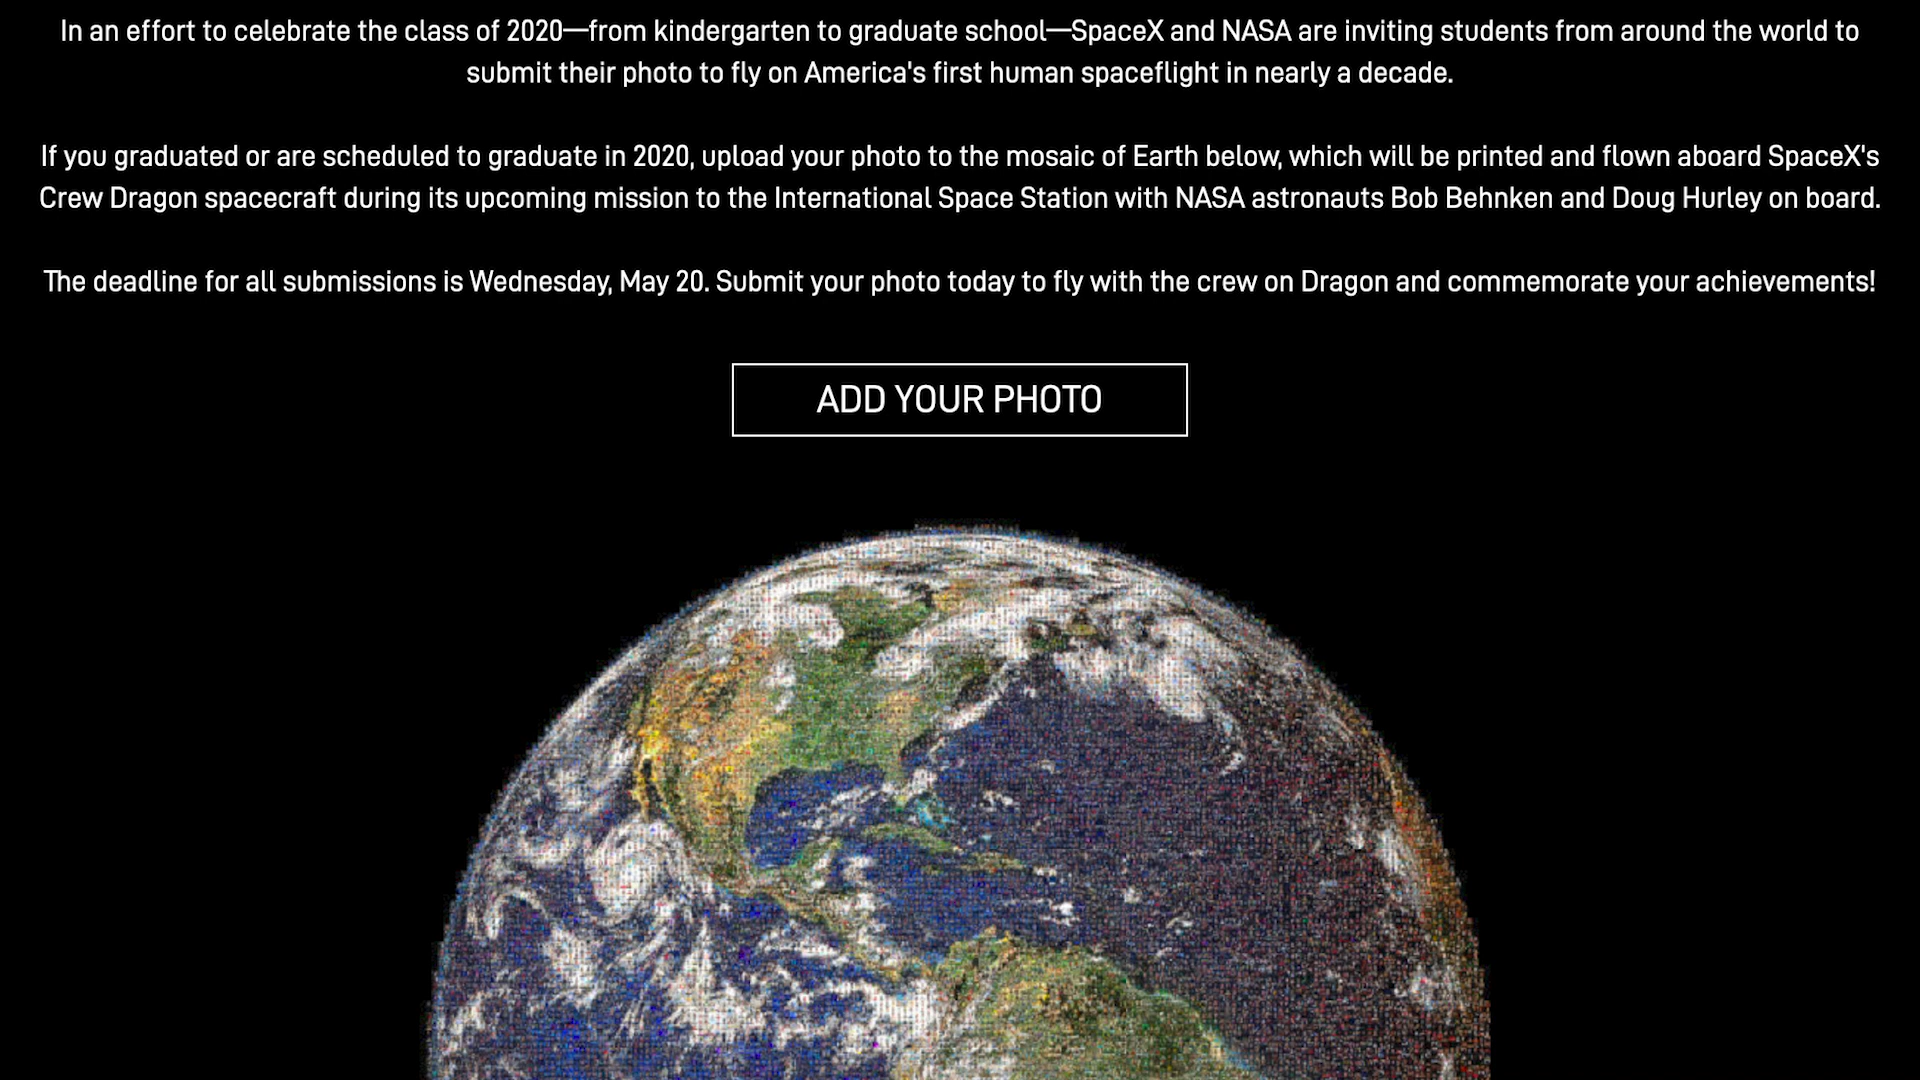 In an effort to celebrate the class of 2020—from kindergarten to graduate school—SpaceX and NASA are inviting students from around the world to
submit their photo to fly on America's first human spaceflight in nearly a decade.
If you graduated or are scheduled to graduate in 2020, upload your photo to the mosaic of Earth below, which will be printed and flown aboard SpaceX's
Crew Dragon spacecraft during its upcoming mission to the International Space Station with NASA astronauts Bob Behnken and Doug Hurley on board.
The deadline for all submissions is Wednesday, May 20. Submit your photo today to fly with the crew on Dragon and commemorate your achievements!
ADD YOUR PHOTO